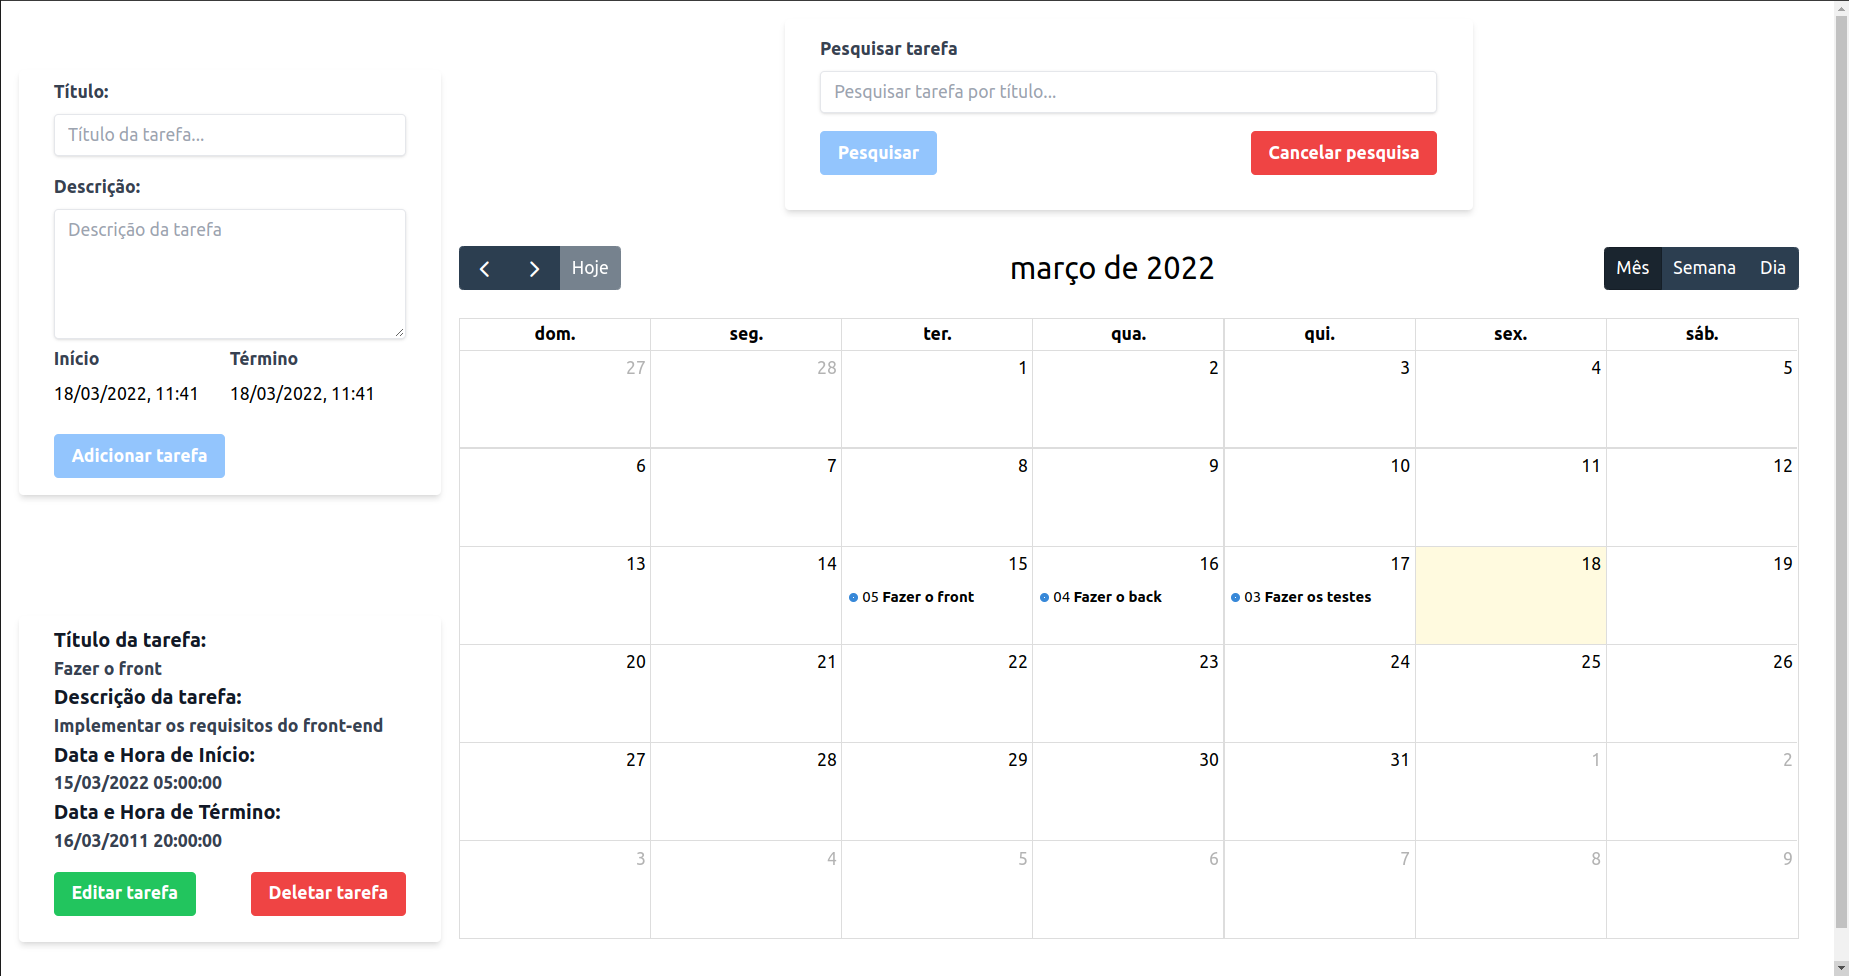 Pesquisar tarefa
Pesquisar tarefa por título...
Pesquisar
Cancelar pesquisa
Título:
Título da tarefa...
Descrição:
Descrição da tarefa
Início Término
18/03/2022, 11:41 18/03/2022, 11:41
Adicionar tarefa
Título da tarefa:
Fazer o front
Descrição da tarefa:
Implementar os requisitos do front-end
Data e Hora de Início:
15/03/2022 05:00:00
Data e Hora de Término:
16/03/2011 20:00:00
Editar tarefa Deletar tarefa
Hoje março de 2022 Mês Semana Dia
dom. seg. ter. qua. qui. sex. sáb.
27 28 1 2 3 4 5
6 7 8 9 10 11 12
13 14 15 16 17 18 19
05 Fazer o front 04 Fazer o back 03 Fazer os testes
20 21 22 23 24 25 26
27 28 29 30 31 1 2
3 4 5 6 7 8 9